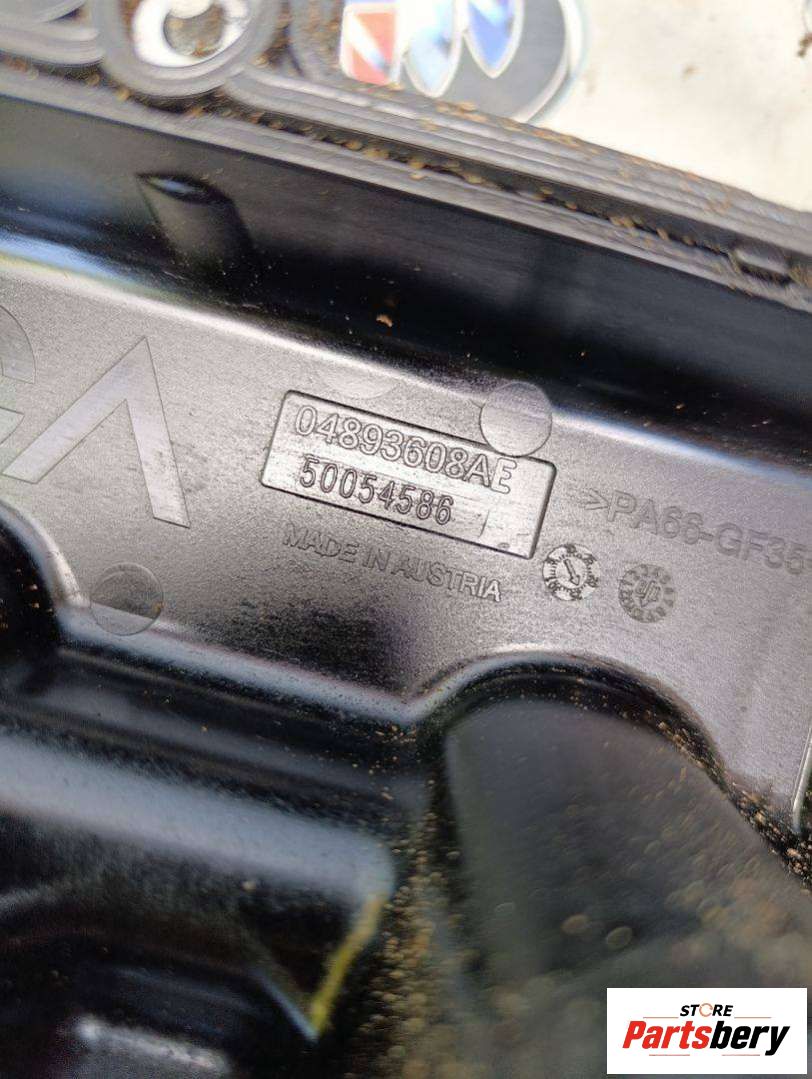 04893608AE
50054586
MADE IN AUSTRIA
>PA66-GF35
STORE
Partsbery